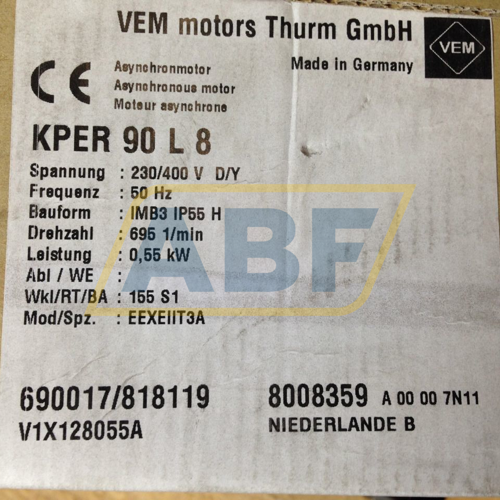 VEM motors Thurm GmbH
VEM
Asynchronmotor
Made in Germany
CE
Asynchronous motor
Moteur asynchrone
KPER 90 L 8
Spannung : 230/400 V D/Y
Frequenz : 50 Hz
Bauform : IMB3 IP55 H
Drehzahl : 695 1/min
Leistung : 0,55 kW
Abl / WE :
Wkl/RT/BA : 155 S1
Mod/Spz. : EEXEIIT3A
ABF
690017/818119
8008359 A 00 00 7N11
V1X128055A
NIEDERLANDE B